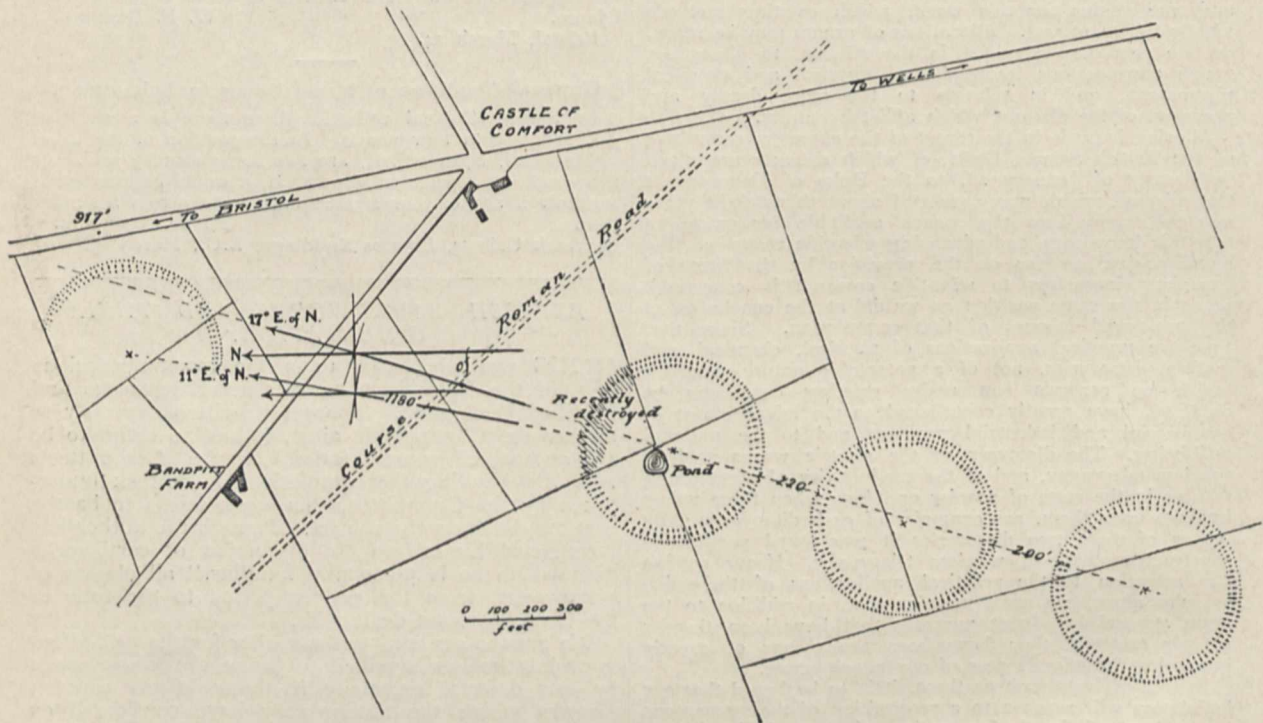 CASTLE OF
COMFORT
TO WELLS →
917'
← TO BRISTOL
Roman Road
17° E. of N.
N
11° E. of N.
1180'
Recently
destroyed
Course
BANDPITT
FARM
Pond
220'
200'
0 100 200 300
feet